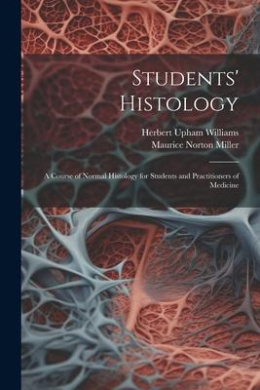 Students'
Histology
Herbert Upham Williams
Maurice Norton Miller
A Course of Normal Histology for Students and Practitioners of
Medicine